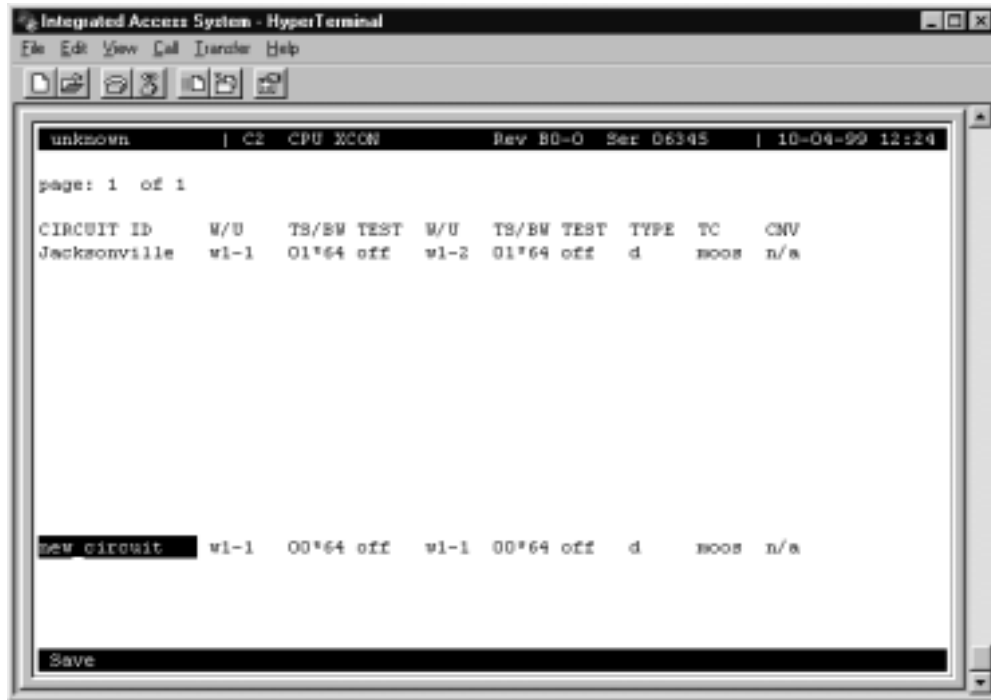 Integrated Access System - HyperTerminal
File Edit View Call Transfer Help
unknown | C2 CPU XCON Rev B0-0 Ser 06345 | 10-04-99 12:24
page: 1 of 1
CIRCUIT ID W/U TS/BW TEST W/U TS/BW TEST TYPE TC CNV
Jacksonville w1-1 01*64 off w1-2 01*64 off d moos n/a
new circuit w1-1 00*64 off w1-1 00*64 off d moos n/a
Save